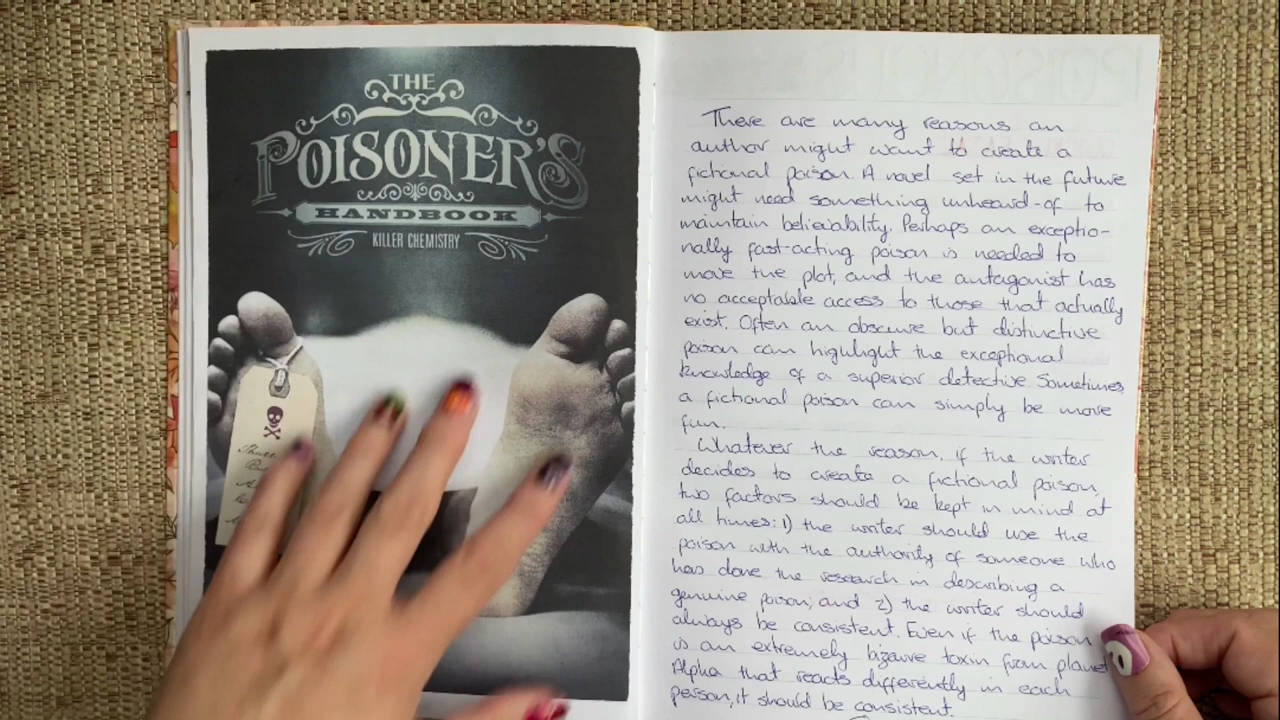 THE
POISONER'S
HANDBOOK
KILLER CHEMISTRY
There are many reasons an
author might want to create a
fictional poison. A novel set in the future
might need something unheard-of to
maintain believability. Perhaps an exceptio-
nally fast-acting poison is needed to
move the plot, and the antagonist has
no acceptable access to those that actually
exist. Often an obscure but distinctive
poison can highlight the exceptional
knowledge of a superior detective. Sometimes
a fictional poison can simply be more
fun.
Whatever the reason, if the writer
decides to create a fictional poison,
two factors should be kept in mind at
all times: 1) the writer should use the
poison with the authority of someone who
has done the research in describing a
genuine poison; and 2) the writer should
always be consistent. Even if the poison
is an extremely bizarre toxin from planet
Alpha that reacts differently in each
person, it should be consistent.